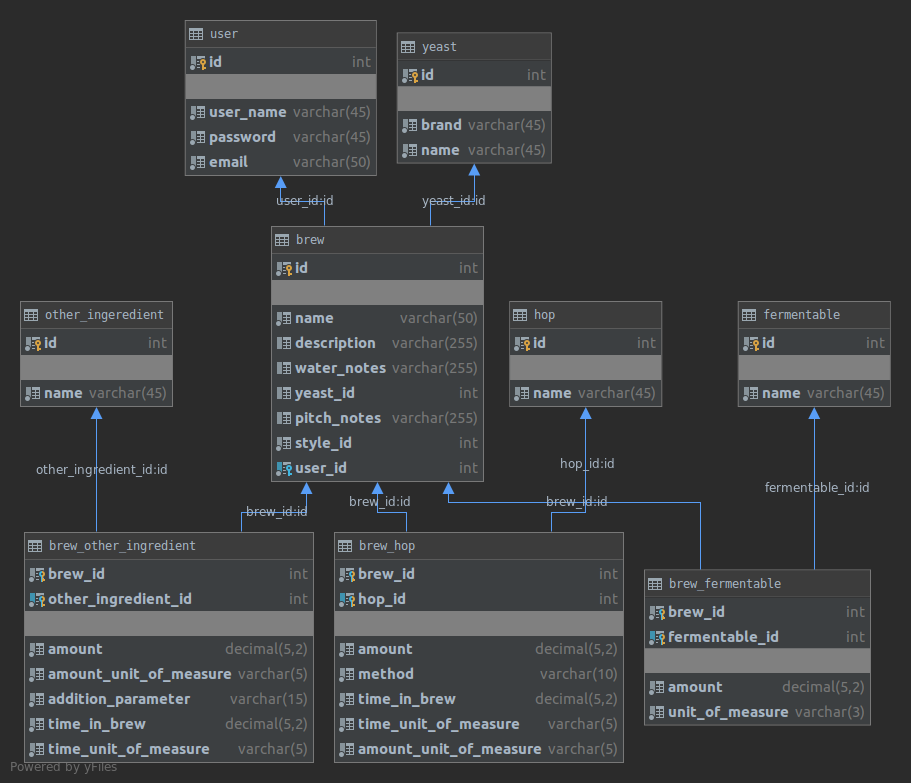 user
id int
user_name varchar(45)
password varchar(45)
email varchar(50)
yeast
id int
brand varchar(45)
name varchar(45)
user_id:id
yeast_id:id
brew
id int
name varchar(50)
description varchar(255)
water_notes varchar(255)
yeast_id int
pitch_notes varchar(255)
style_id int
user_id int
other_ingeredient
id int
name varchar(45)
hop
id int
name varchar(45)
fermentable
id int
name varchar(45)
other_ingredient_id:id
hop_id:id
fermentable_id:id
brew_id:id
brew_id:id
brew_id:id
brew_other_ingredient
brew_id int
other_ingredient_id int
amount decimal(5,2)
amount_unit_of_measure varchar(5)
addition_parameter varchar(15)
time_in_brew decimal(5,2)
time_unit_of_measure varchar(5)
brew_hop
brew_id int
hop_id int
amount decimal(5,2)
method varchar(10)
time_in_brew decimal(5,2)
time_unit_of_measure varchar(5)
amount_unit_of_measure varchar(5)
brew_fermentable
brew_id int
fermentable_id int
amount decimal(5,2)
unit_of_measure varchar(3)
Powered by yFiles